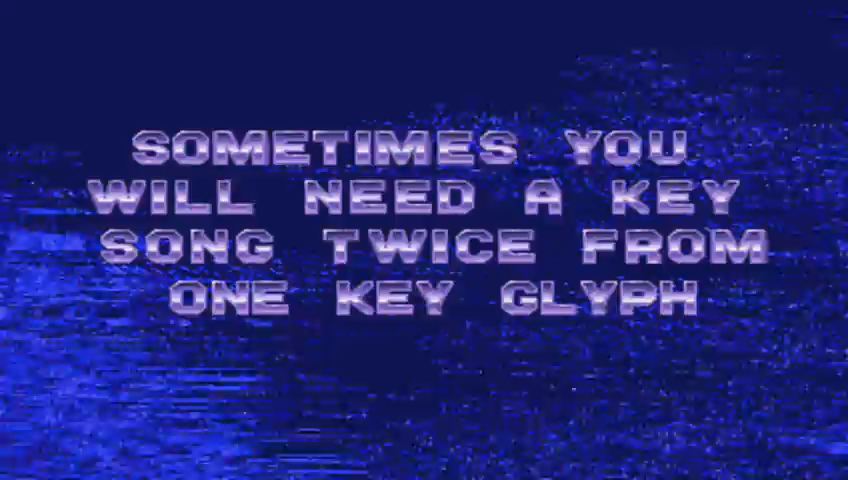 SOMETIMES YOU
WILL NEED A KEY
SONG TWICE FROM
ONE KEY GLYPH